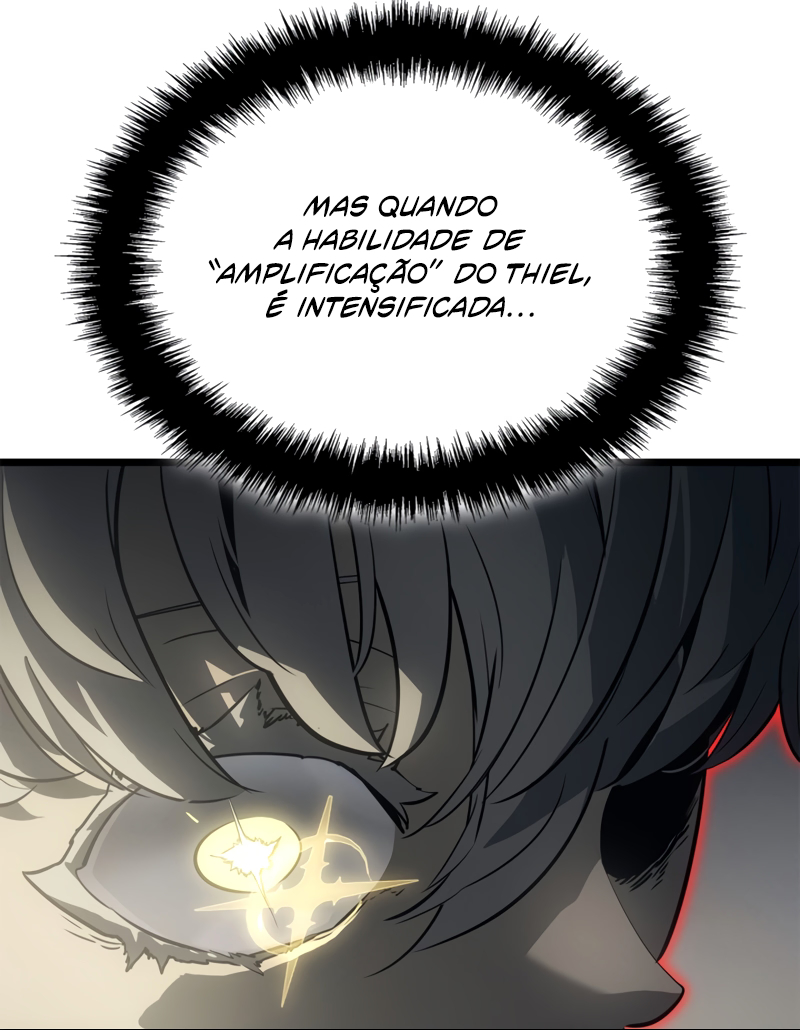 MAS QUANDO
A HABILIDADE DE
"AMPLIFICAÇÃO" DO THIEL,
É INTENSIFICADA...